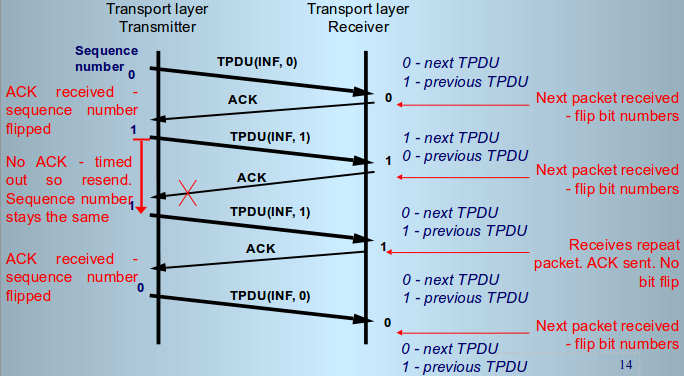 Transport layer
Transmitter
Transport layer
Receiver
Sequence
number
0
TPDU(INF, 0)
0 - next TPDU
1 - previous TPDU
ACK received -
sequence number
flipped
ACK
0
Next packet received
- flip bit numbers
1
TPDU(INF, 1)
1 - next TPDU
0 - previous TPDU
1
No ACK - timed
out so resend.
Sequence number
stays the same
ACK
Next packet received
- flip bit numbers
1
TPDU(INF, 1)
0 - next TPDU
1 - previous TPDU
1
ACK
Receives repeat
packet. ACK sent. No
bit flip
ACK received -
sequence number
flipped
0
TPDU(INF, 0)
0 - next TPDU
1 - previous TPDU
0
Next packet received
- flip bit numbers
0 - next TPDU
1 - previous TPDU
14